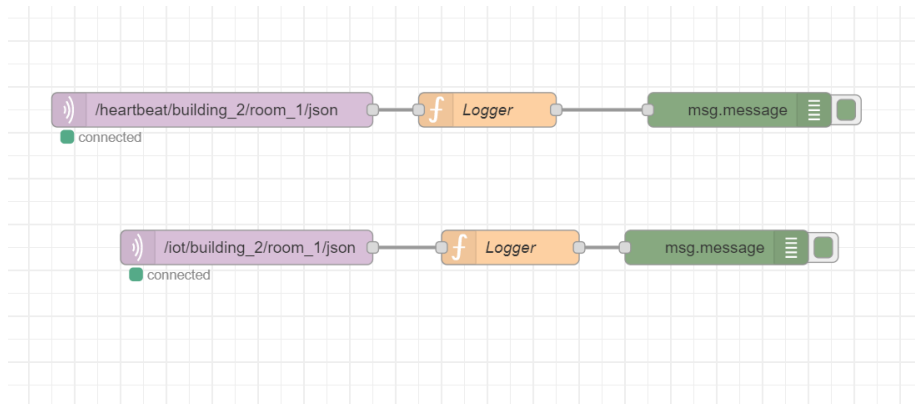 /heartbeat/building_2/room_1/json Logger msg.message
connected
/iot/building_2/room_1/json Logger msg.message
connected